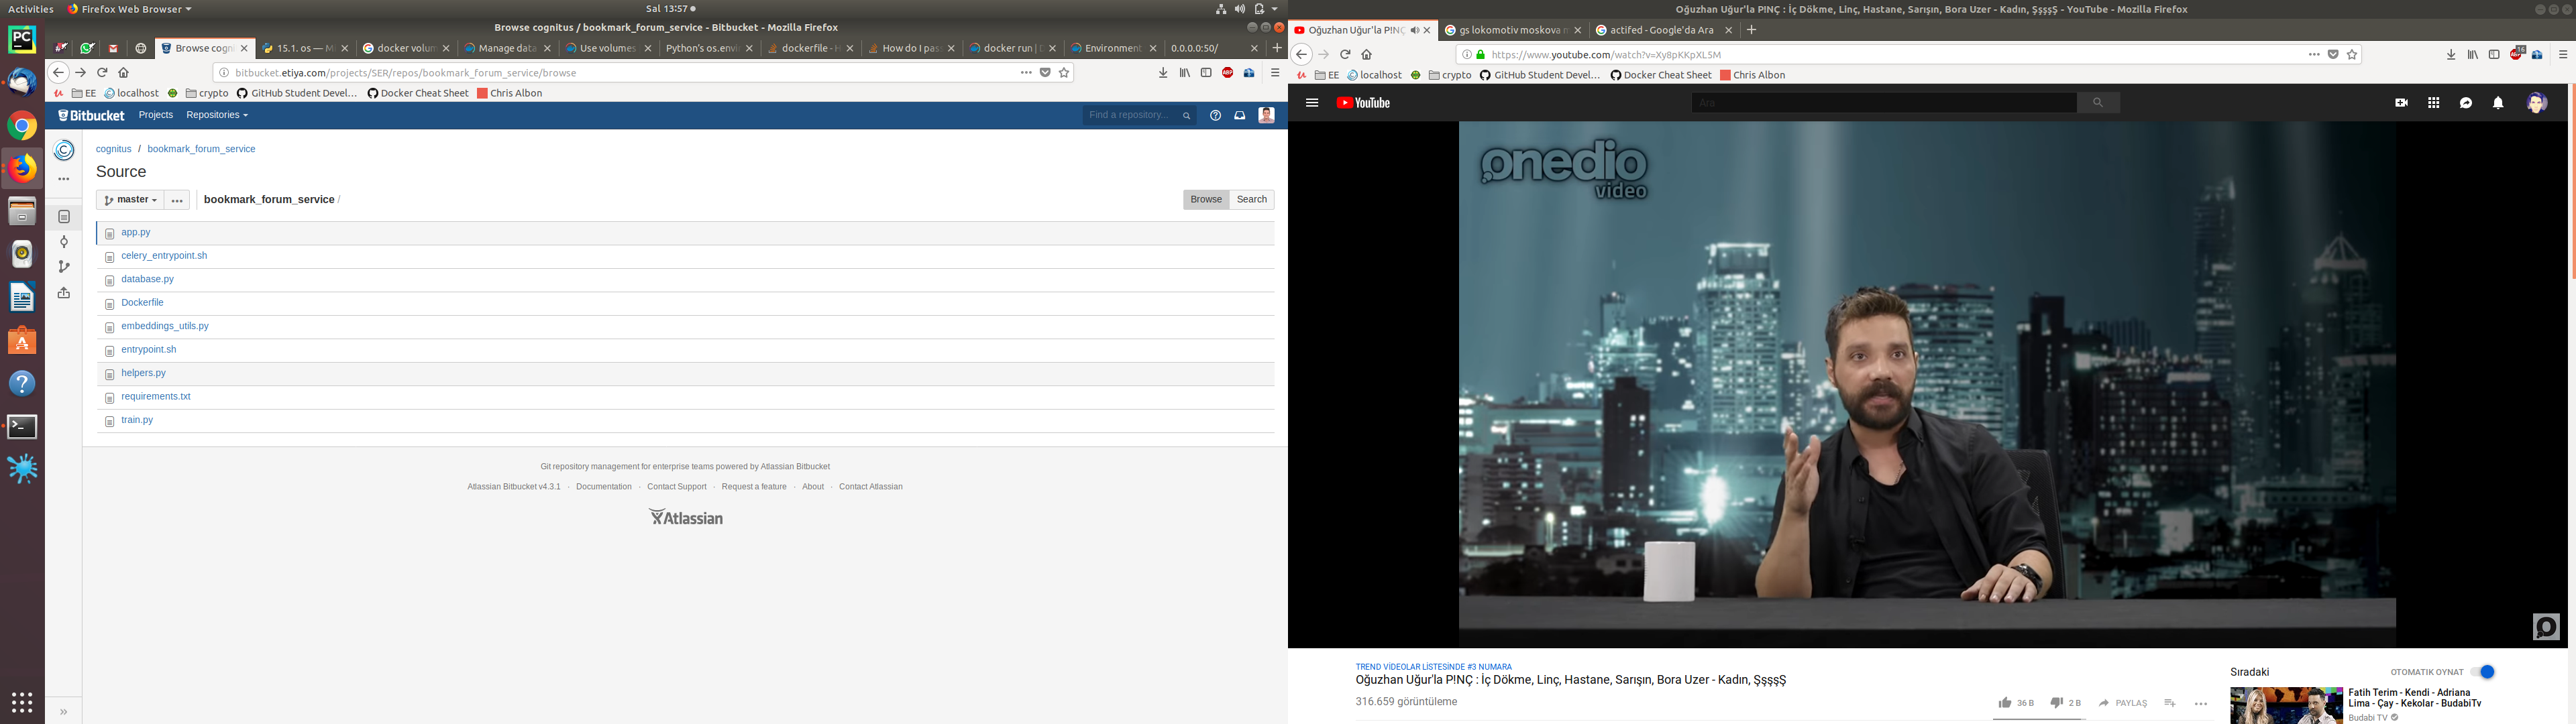 Activities
Firefox Web Browser
Sal 13:57
Browse cognitus / bookmark_forum_service - Bitbucket - Mozilla Firefox
Browse cogni
15.1. os — Mi
docker volum
Manage data
Use volumes
Python's os.envir
dockerfile - H
How do I pass
docker run | D
Environment
0.0.0.0:50/
bitbucket.etiya.com/projects/SER/repos/bookmark_forum_service/browse
EE
localhost
crypto
GitHub Student Devel…
Docker Cheat Sheet
Chris Albon
Bitbucket
Projects
Repositories
Find a repository...
cognitus / bookmark_forum_service
Source
master
bookmark_forum_service /
Browse
Search
app.py
celery_entrypoint.sh
database.py
Dockerfile
embeddings_utils.py
entrypoint.sh
helpers.py
requirements.txt
train.py
Git repository management for enterprise teams powered by Atlassian Bitbucket
Atlassian Bitbucket v4.3.1 · Documentation · Contact Support · Request a feature · About · Contact Atlassian
Atlassian
Oğuzhan Uğur'la P!NÇ : İç Dökme, Linç, Hastane, Sarışın, Bora Uzer - Kadın, ŞşşşŞ - YouTube - Mozilla Firefox
Oğuzhan Uğur'la P!NÇ
gs lokomotiv moskova m
actifed - Google'da Ara
https://www.youtube.com/watch?v=Xy8pKKpXL5M
16
EE
localhost
crypto
GitHub Student Devel…
Docker Cheat Sheet
Chris Albon
YouTube
Ara
onedio
video
TREND VİDEOLAR LİSTESİNDE #3 NUMARA
Oğuzhan Uğur'la P!NÇ : İç Dökme, Linç, Hastane, Sarışın, Bora Uzer - Kadın, ŞşşşŞ
316.659 görüntüleme
36 B
2 B
PAYLAŞ
Sıradaki
OTOMATIK OYNAT
Fatih Terim - Kendi - Adriana
Lima - Çay - Kekolar - BudabiTv
Budabi TV